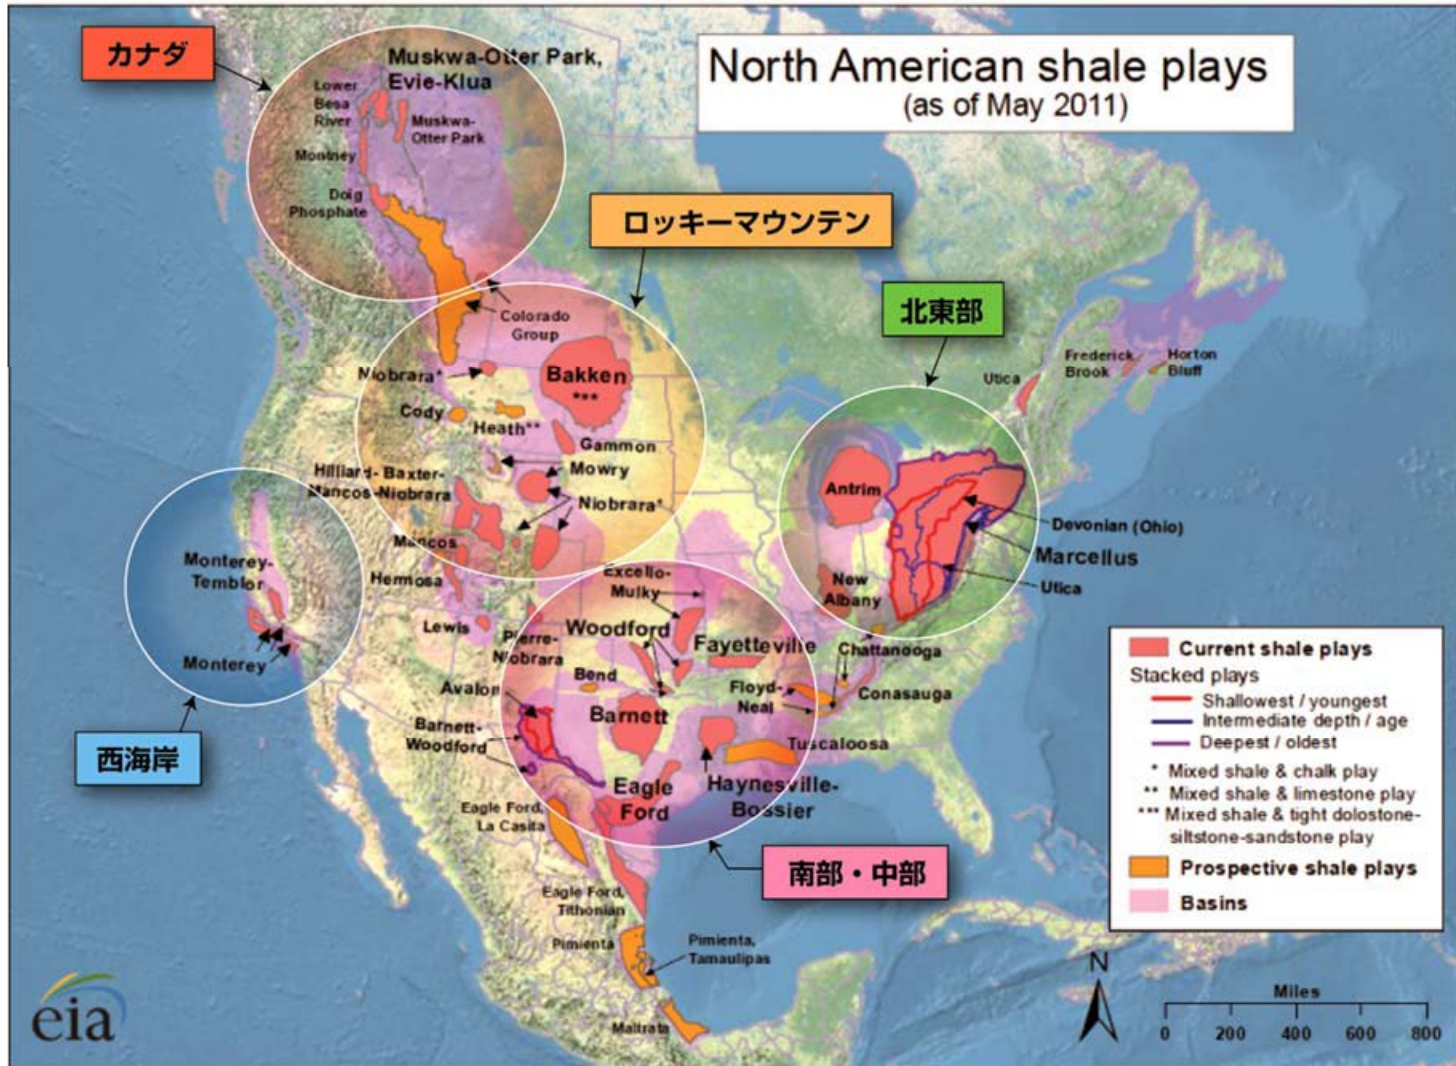 カナダ
Muskwa-Otter Park,
Evie-Klua
North American shale plays
(as of May 2011)
Lower
Besa
River
Muskwa-
Otter Park
Montney
Doig
Phosphate
ロッキーマウンテン
北東部
Colorado
Group
Niobrara*
Bakken
***
Cody
Heath**
Gammon
Mowry
Hilliard-Baxter-
Mancos-Niobrara
Niobrara*
Mancos
Hermosa
Lewis
Pierre-
Niobrara
Frederick
Brook
Horton
Bluff
Utica
Antrim
Devonian (Ohio)
Marcellus
Utica
New
Albany
Monterey-
Temblor
Monterey
西海岸
Excello-
Mulky
Woodford
Fayetteville
Chattanooga
Bend
Avalon
Floyd-
Neal
Conasauga
Barnett
Barnett-
Woodford
Tuscaloosa
Eagle
Ford
Haynesville-
Bossier
Eagle Ford,
La Casita
南部・中部
Eagle Ford,
Tithonian
Pimienta
Pimienta,
Tamaulipas
Maltrata
Current shale plays
Stacked plays
Shallowest / youngest
Intermediate depth / age
Deepest / oldest
* Mixed shale & chalk play
** Mixed shale & limestone play
*** Mixed shale & tight dolostone-
siltstone-sandstone play
Prospective shale plays
Basins
N
Miles
0 200 400 600 800
eia